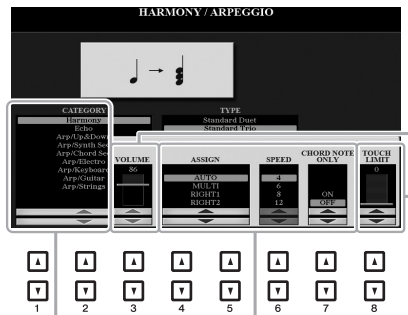 HARMONY / ARPEGGIO
CATEGORY
Harmony
Echo
Arp/Up&Down
Arp/Synth Seq
Arp/Chord Seq
Arp/Electro
Arp/Keyboard
Arp/Guitar
Arp/Strings
TYPE
Standard Duet
Standard Trio
VOLUME
86
ASSIGN
AUTO
MULTI
RIGHT1
RIGHT2
SPEED
4
6
8
12
CHORD NOTE
ONLY
ON
OFF
TOUCH
LIMIT
0
1 2 3 4 5 6 7 8